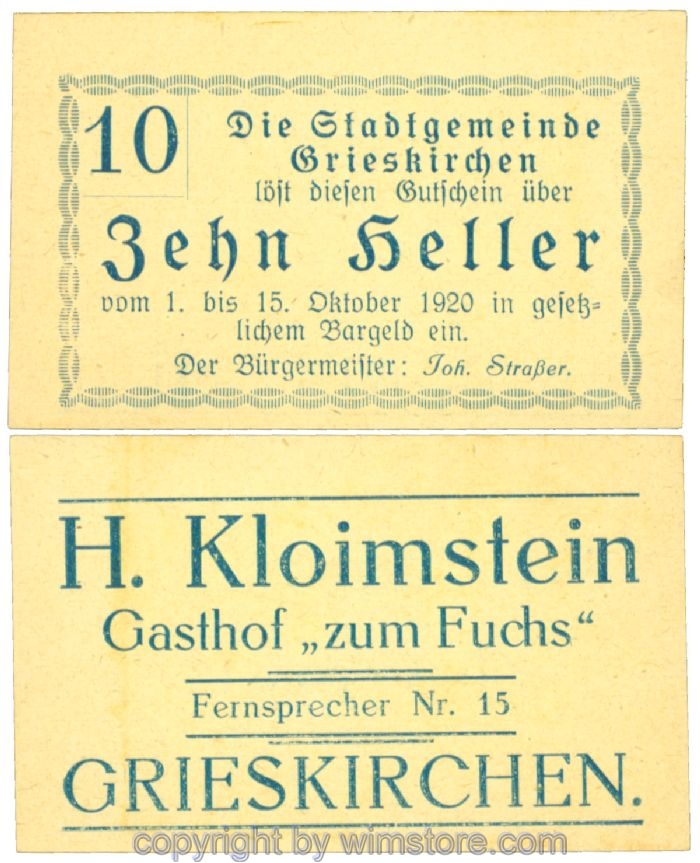 10
Die Stadtgemeinde
Grieskirchen
löst diesen Gutschein über
Zehn Heller
vom 1. bis 15. Oktober 1920 in gesetz-
lichem Bargeld ein.
Der Bürgermeister: Joh. Straßer.
H. Kloimstein
Gasthof „zum Fuchs“
Fernsprecher Nr. 15
GRIESKIRCHEN.
copyright by wimstore.com